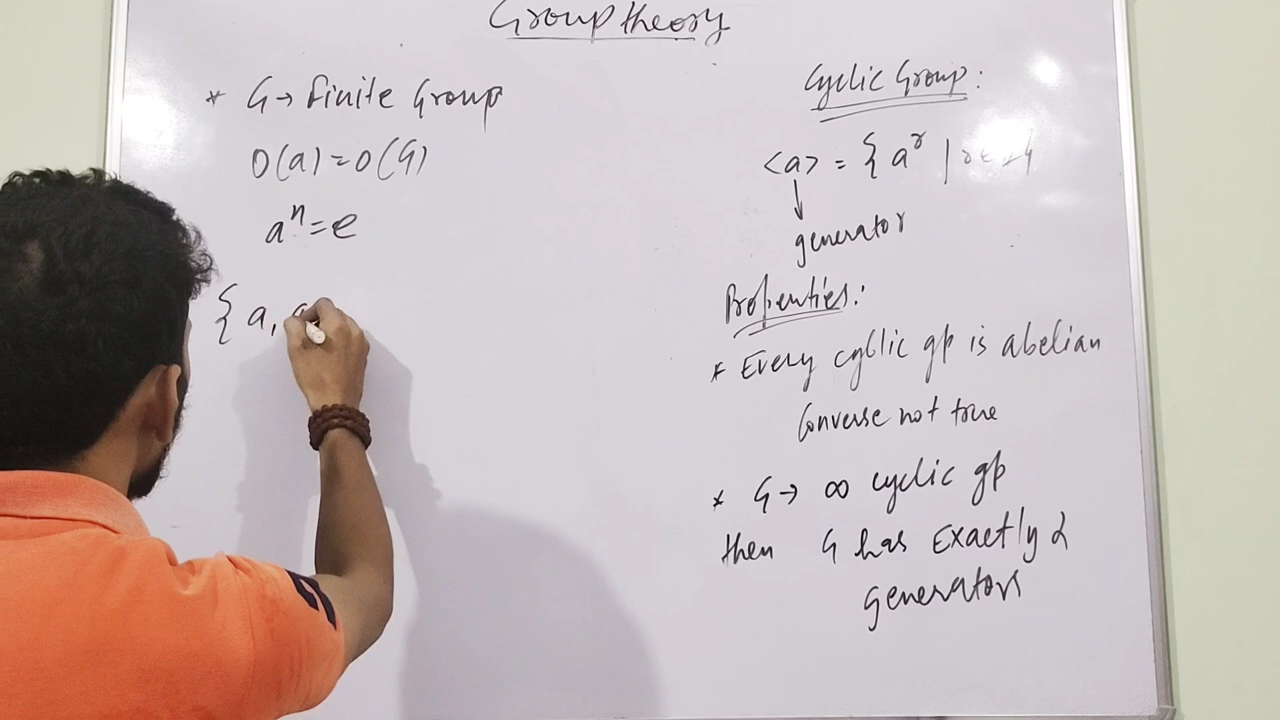 Group theory
* G → finite Group
O(a) = O(G)
aⁿ = e
{ a,
Cyclic Group:
<a> = { aʳ | r ∈
generator
Properties:
* Every cyclic gp is abelian
Converse not true
* G → ∞ cyclic gp
then G has Exactly 2
generators